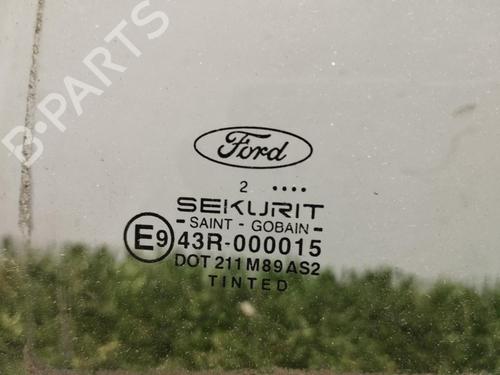 B-PARTS
Ford
2 ••••
SEKURIT
- SAINT - GOBAIN -
E9 43R-000015
DOT 211 M89 AS2
TINTED